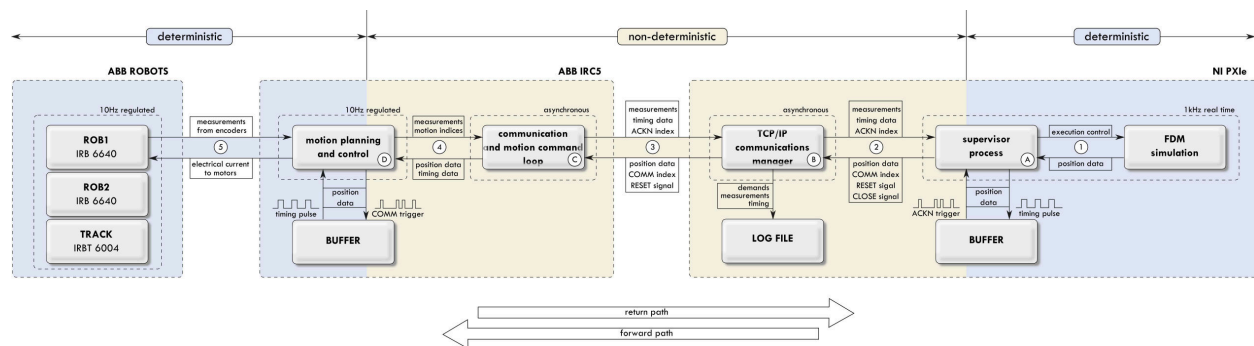 deterministic
non-deterministic
deterministic
ABB ROBOTS
ABB IRC5
NI PXIe
10Hz regulated
10Hz regulated
asynchronous
asynchronous
1kHz real time
ROB1
IRB 6640
ROB2
IRB 6640
TRACK
IRBT 6004
measurements
from encoders
5
electrical current
to motors
motion planning
and control
D
measurements
motion indices
4
position data
timing data
communication
and motion command
loop
C
measurements
timing data
ACKN index
3
position data
COMM index
RESET signal
TCP/IP
communications
manager
B
measurements
timing data
ACKN index
2
position data
COMM index
RESET sigal
CLOSE signal
supervisor
process
A
execution control
1
position data
FDM
simulation
timing pulse
position
data
COMM trigger
BUFFER
demands
measurements
timing
LOG FILE
ACKN trigger
position
data
timing pulse
BUFFER
return path
forward path